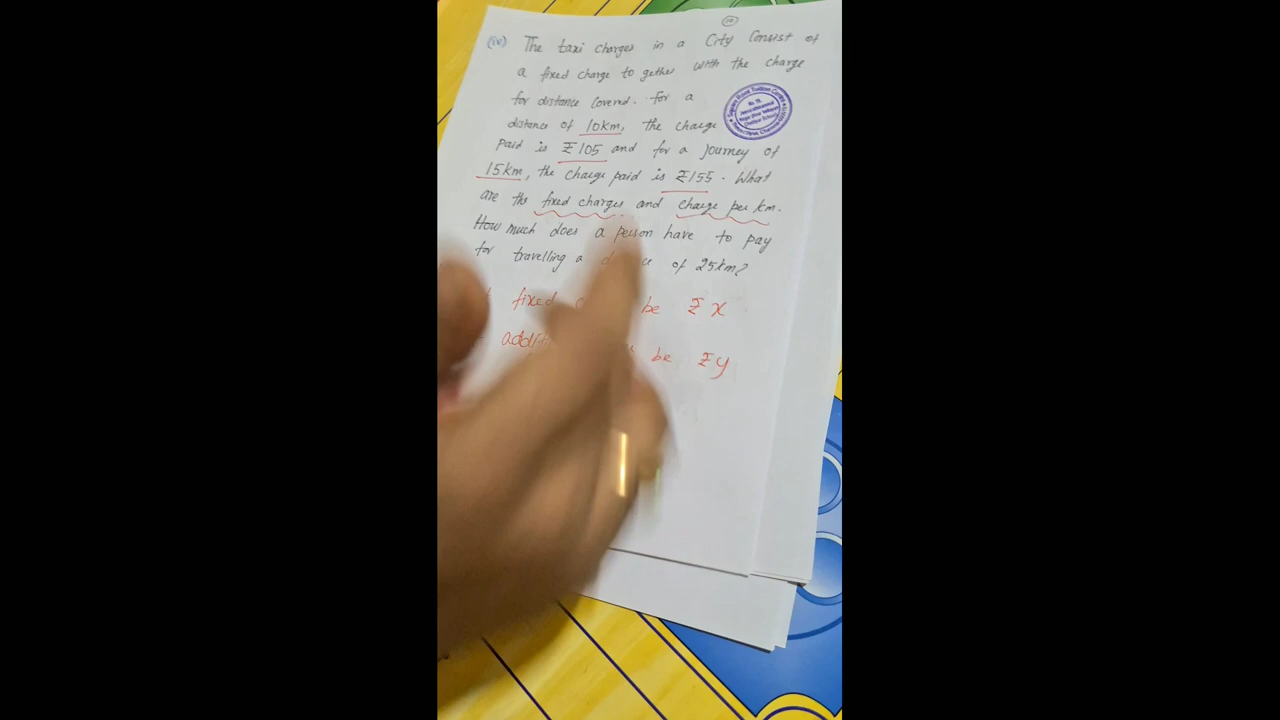 10
(iv) The taxi charges in a City Consist of
a fixed charge to gether with the charge
for distance Covered. For a
distance of 10km, the charge
paid is ₹105 and for a Journey of
15km, the charge paid is ₹155. What
are the fixed charges and charge per km.
How much does a person have to pay
for travelling a of 25km?
fixed be ₹ x
be ₹ y